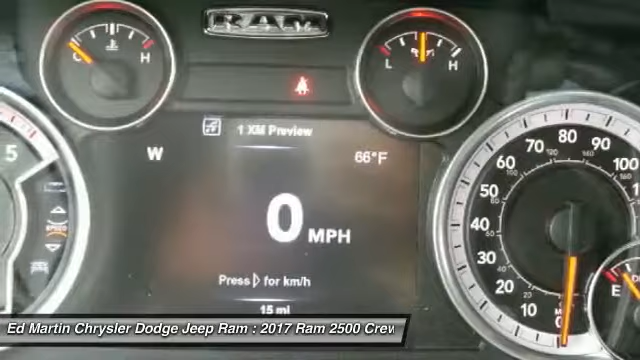 RAM
C H
L H
1 XM Preview
W 66°F
0 MPH
Press ▷ for km/h
15 mi
5
SPEED
10
20
30
40
50
60
70
80
90
100
E
Ed Martin Chrysler Dodge Jeep Ram : 2017 Ram 2500 Crew